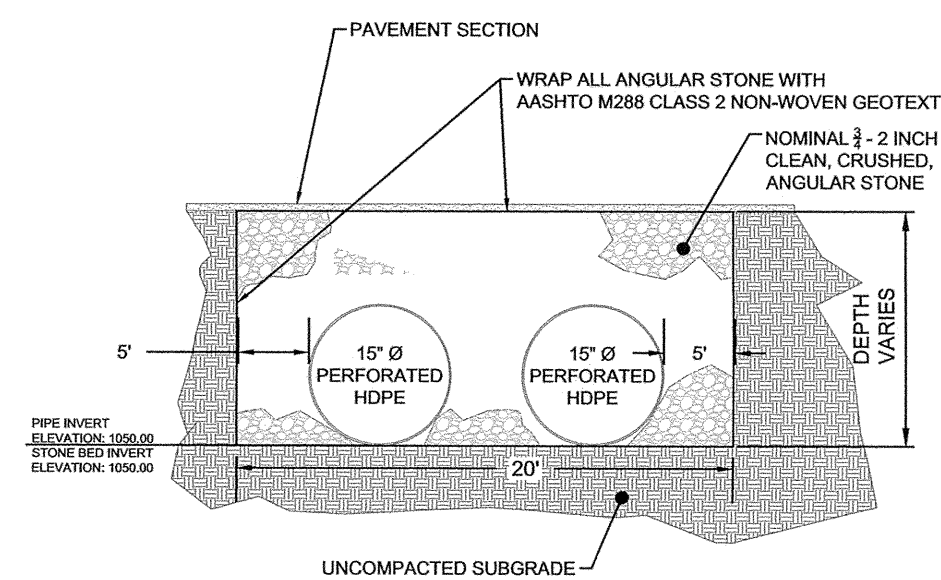 PAVEMENT SECTION
WRAP ALL ANGULAR STONE WITH
AASHTO M288 CLASS 2 NON-WOVEN GEOTEXT
NOMINAL 3/4 - 2 INCH
CLEAN, CRUSHED,
ANGULAR STONE
DEPTH
VARIES
5'
15" Ø
PERFORATED
HDPE
15" Ø
PERFORATED
HDPE
5'
PIPE INVERT
ELEVATION: 1050.00
STONE BED INVERT
ELEVATION: 1050.00
20'
UNCOMPACTED SUBGRADE